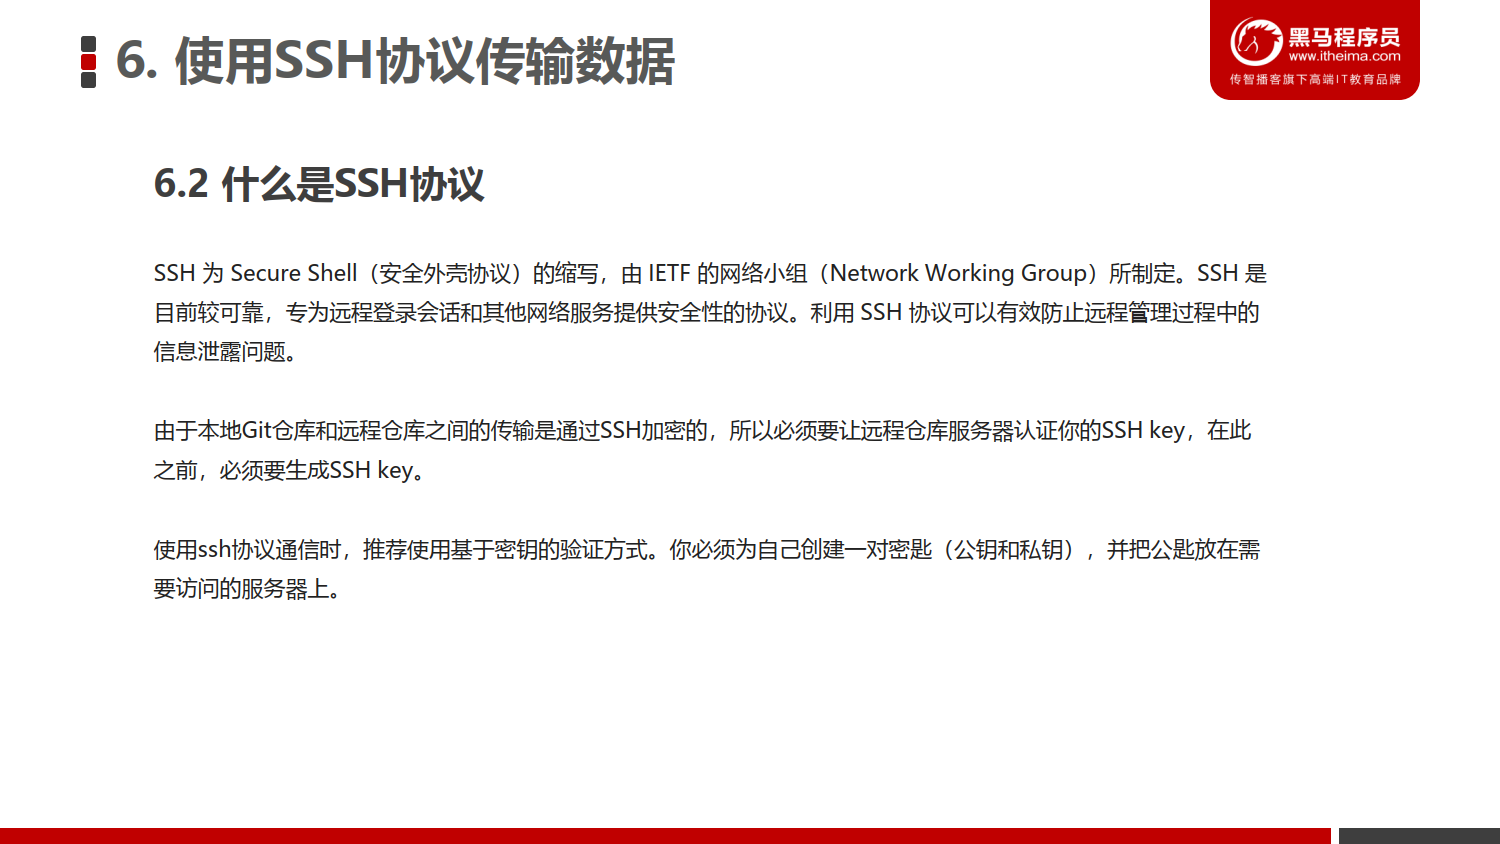 6. 使用SSH协议传输数据
黑马程序员
www.itheima.com
传智播客旗下高端IT教育品牌
6.2 什么是SSH协议
SSH 为 Secure Shell（安全外壳协议）的缩写，由 IETF 的网络小组（Network Working Group）所制定。SSH 是
目前较可靠，专为远程登录会话和其他网络服务提供安全性的协议。利用 SSH 协议可以有效防止远程管理过程中的
信息泄露问题。
由于本地Git仓库和远程仓库之间的传输是通过SSH加密的，所以必须要让远程仓库服务器认证你的SSH key，在此
之前，必须要生成SSH key。
使用ssh协议通信时，推荐使用基于密钥的验证方式。你必须为自己创建一对密匙（公钥和私钥），并把公匙放在需
要访问的服务器上。